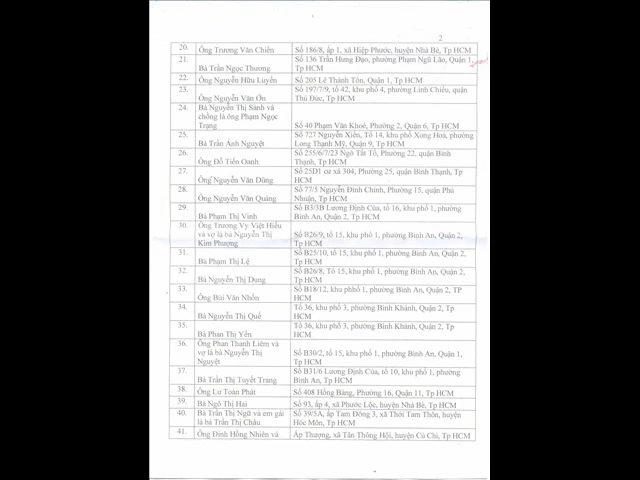 2
20. Ông Trương Văn Chiến Số 186/8, ấp 1, xã Hiệp Phước, huyện Nhà Bè, Tp HCM
21. Số 136 Trần Hưng Đạo, phường Phạm Ngũ Lão, Quận 1,
Bà Trần Ngọc Thương Tp HCM
22. Ông Nguyễn Hữu Luyến Số 205 Lê Thánh Tôn, Quận 1, Tp HCM
23. Số 197/7/9, tổ 42, khu phố 4, phường Linh Chiểu, quận
Ông Nguyễn Văn Ổn Thủ Đức, Tp HCM
24. Bà Nguyễn Thị Sánh và
chồng là ông Phạm Ngọc
Trạng Số 40 Phạm Văn Khoẻ, Phường 2, Quận 6, Tp HCM
25. Số 727 Nguyễn Xiển, Tổ 14, khu phố Xong Hoà, phường
Bà Trần Ánh Nguyệt Long Thạnh Mỹ, Quận 9, Tp HCM
26. Số 255/6/7/23 Ngô Tất Tố, Phường 22, quận Bình
Ông Đỗ Tiến Oanh Thạnh, Tp HCM
27. Số 25D1 cư xá 304, Phường 25, quận Bình Thạnh, Tp
Ông Nguyễn Văn Dũng HCM
28. Số 77/5 Nguyễn Đình Chính, Phường 15, quận Phú
Ông Nguyễn Văn Quảng Nhuận, Tp HCM
29. Số B3/3B Lương Định Của, tổ 16, khu phố 1, phường
Bà Phạm Thị Vinh Bình An, Quận 2, Tp HCM
30. Ông Trương Vy Việt Hiếu
và vợ là bà Nguyễn Thị Số B26/9, tổ 15, khu phố 1, phường Bình An, Quận 2,
Kim Phượng Tp HCM
31. Số B25/10, tổ 15, khu phố 1, phường Bình An, Quận 2,
Bà Phạm Thị Lệ Tp HCM
32. Số B26/8, Tổ 15, khu phố 1, phường Bình An, Quận 2,
Bà Nguyễn Thị Dung Tp HCM
33. Số B18/12, khu phhố 1, phường Bình An, Quận 2, TP
Ông Bùi Văn Nhồn HCM
34. Tổ 36, khu phố 3, phường Bình Khánh, Quận 2, Tp
Bà Nguyễn Thị Quế HCM
35. Tổ 36, khu phố 3, phường Bình Khánh, Quận 2, Tp
Bà Phan Thị Yến HCM
36. Ông Phan Thanh Liêm và
vợ là bà Nguyễn Thị Số B30/2, tổ 15, khu phố 1, phường Bình An, Quận 1,
Nguyệt Tp HCM
37. Số B31/6 Lương Định Của, tổ 10, khu phố 1, phường
Bà Trần Thị Tuyết Trang Bình An, Tp HCM
38. Ông Lư Toàn Phát Số 408 Hồng Bàng, Phường 16, Quận 11, Tp HCM
39. Bà Ngô Thị Hai Số 93, ấp 4, xã Phước Lộc, huyện Nhà Bè, Tp HCM
40. Bà Trần Thị Ngữ và em gái Số 39/5A, ấp Tam Đông 3, xã Thới Tam Thôn, huyện
là bà Trần Thị Châu Hóc Môn, Tp HCM
41. Ông Đinh Hồng Nhiên và Ấp Thượng, xã Tân Thông Hội, huyện Củ Chi, Tp HCM